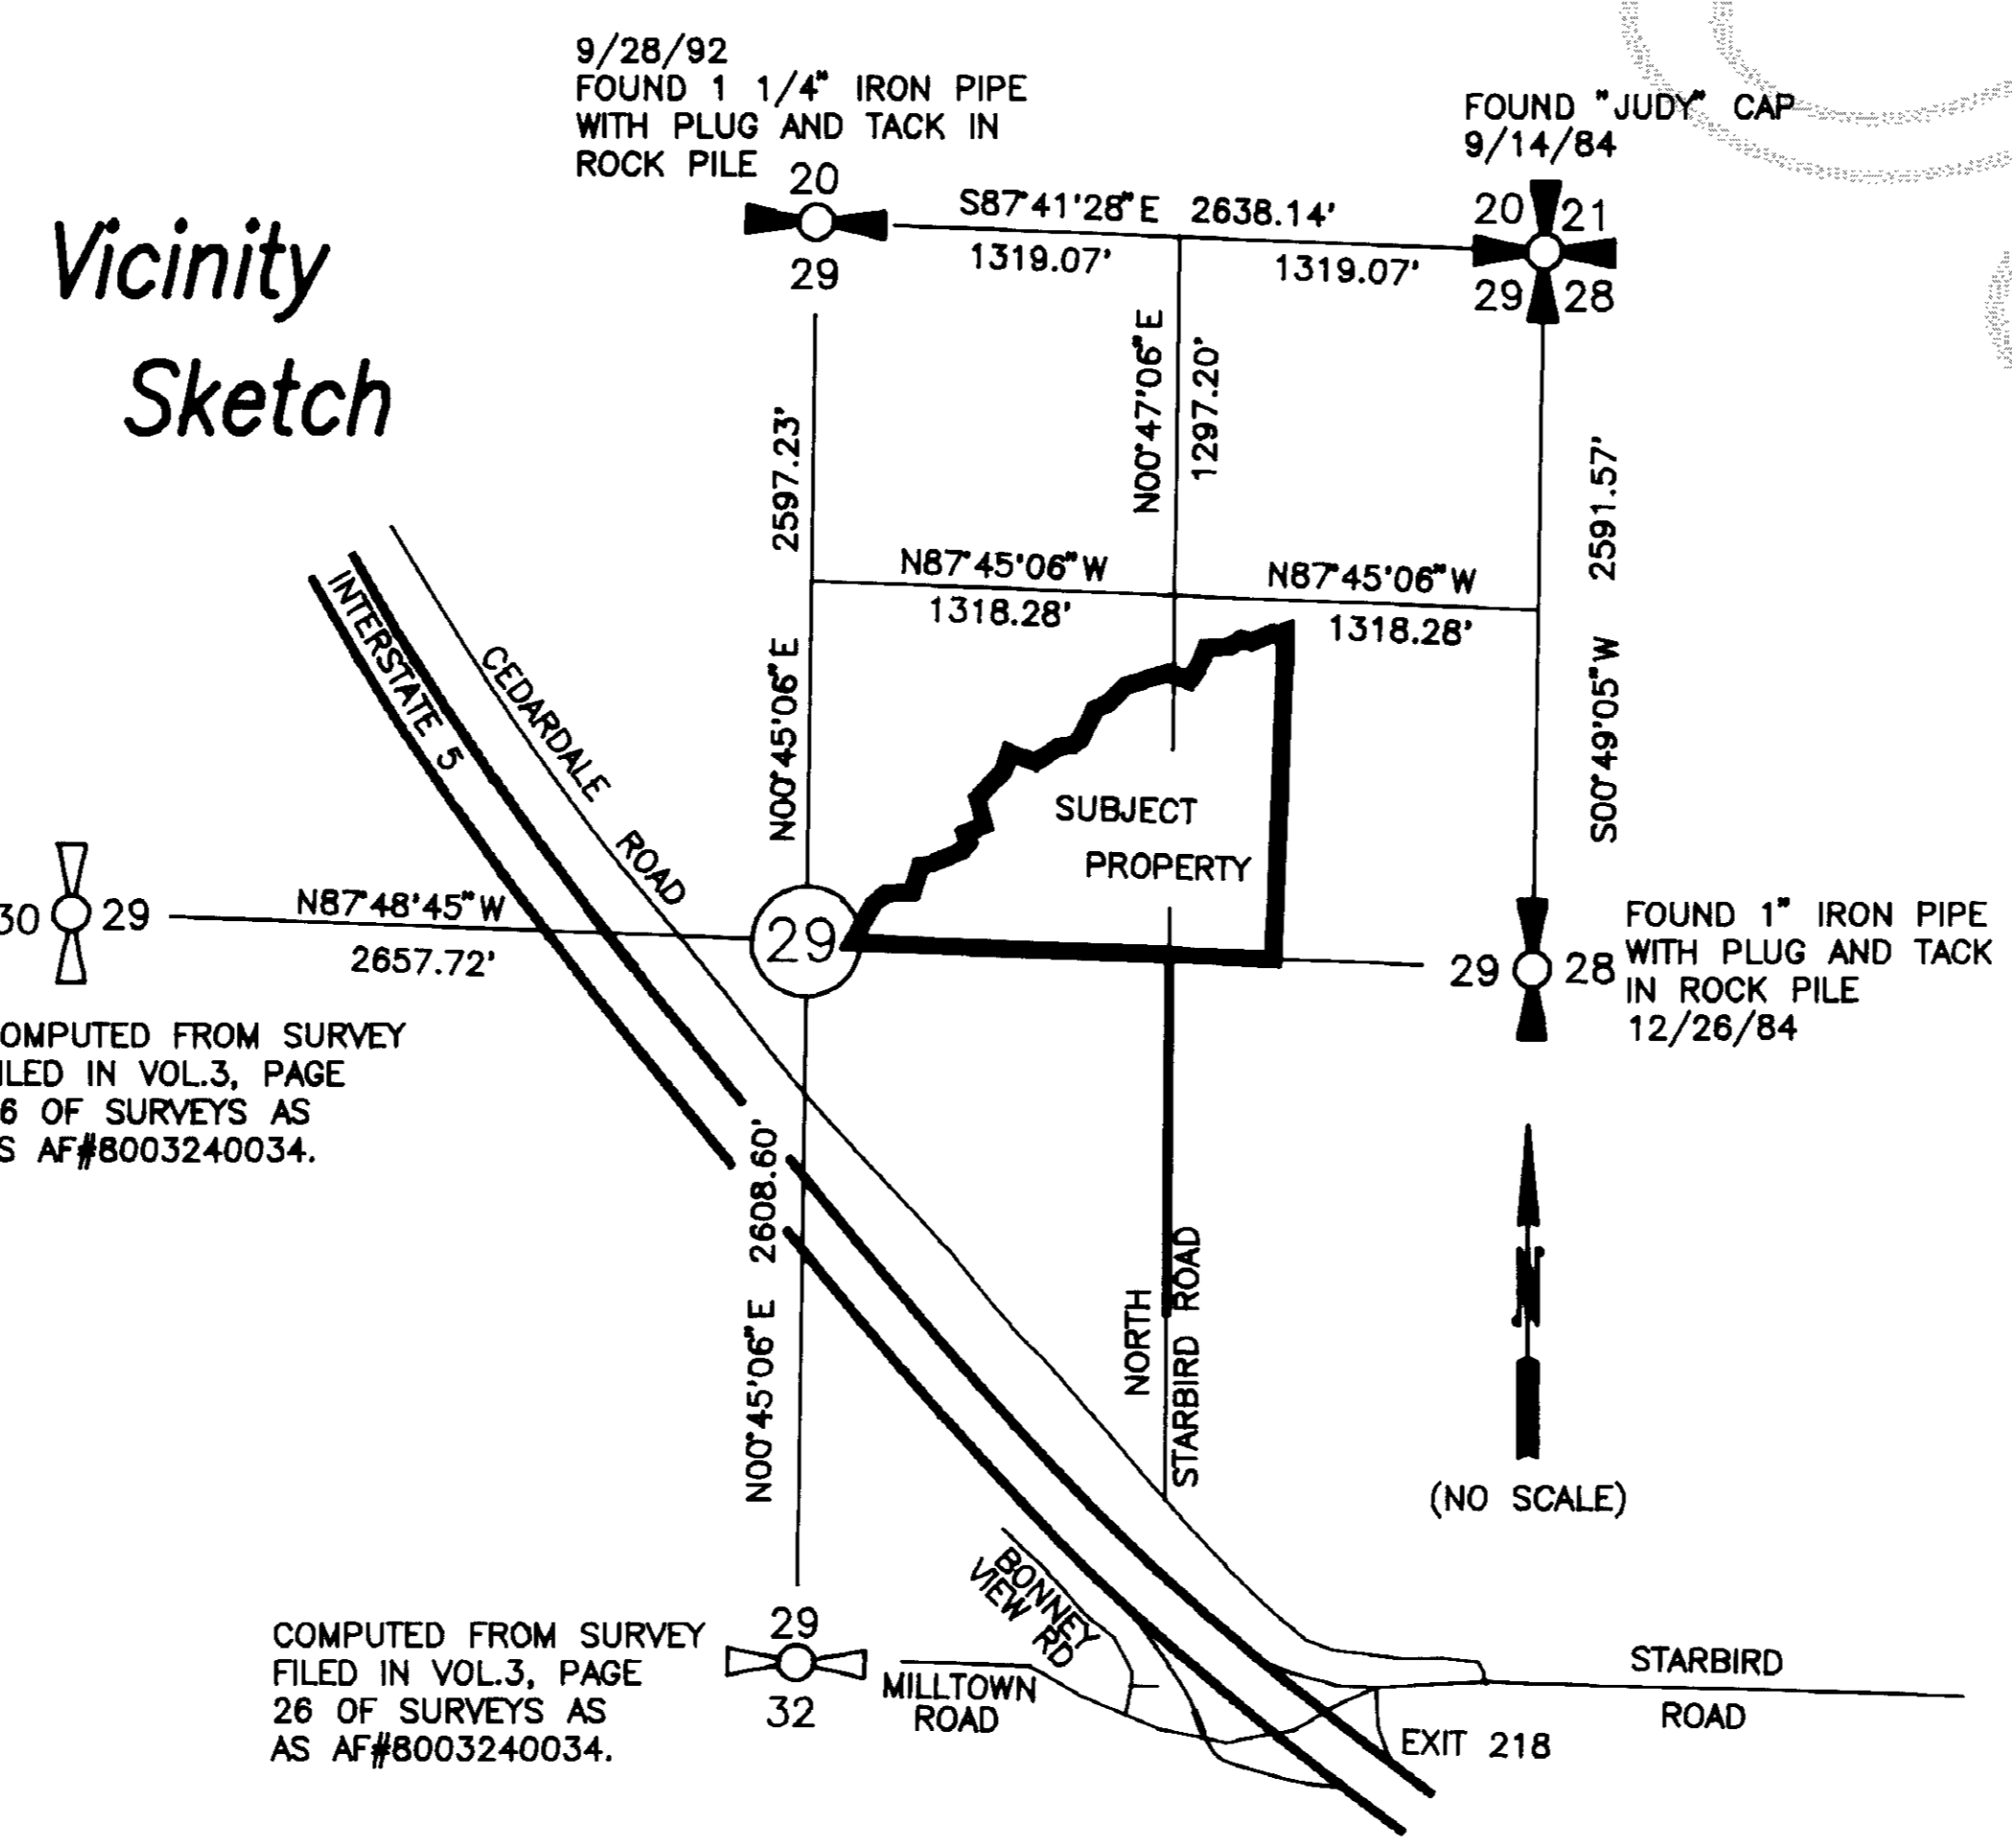 9/28/92
FOUND 1 1/4" IRON PIPE
WITH PLUG AND TACK IN
ROCK PILE
20
29
FOUND "JUDY" CAP
9/14/84
20 21
29 28
S87°41'28"E 2638.14'
1319.07'
1319.07'
Vicinity
Sketch
N00°47'06"E
1297.20'
2597.23'
N00°45'06"E
2591.57'
S00°49'05"W
N87°45'06"W
1318.28'
N87°45'06"W
1318.28'
INTERSTATE 5
CEDARDALE ROAD
SUBJECT
PROPERTY
30 29
N87°48'45"W
2657.72'
29
29 28
FOUND 1" IRON PIPE
WITH PLUG AND TACK
IN ROCK PILE
12/26/84
OMPUTED FROM SURVEY
ILED IN VOL.3, PAGE
6 OF SURVEYS AS
S AF#8003240034.
N00°45'06"E 2608.60'
NORTH
STARBIRD ROAD
N
(NO SCALE)
BONNEY
VIEW RD
COMPUTED FROM SURVEY
FILED IN VOL.3, PAGE
26 OF SURVEYS AS
AS AF#8003240034.
29
32
MILLTOWN
ROAD
STARBIRD
ROAD
EXIT 218